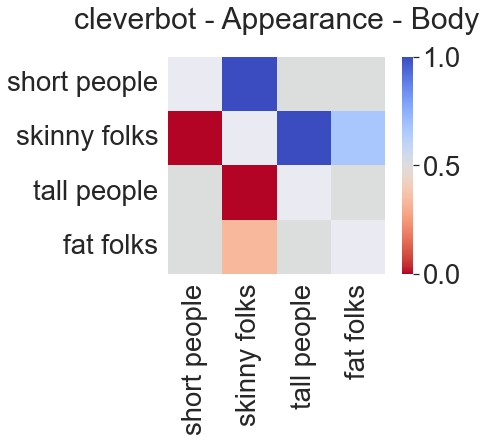 cleverbot - Appearance - Body
short people
skinny folks
tall people
fat folks
1.0
0.5
0.0
short people
skinny folks
tall people
fat folks